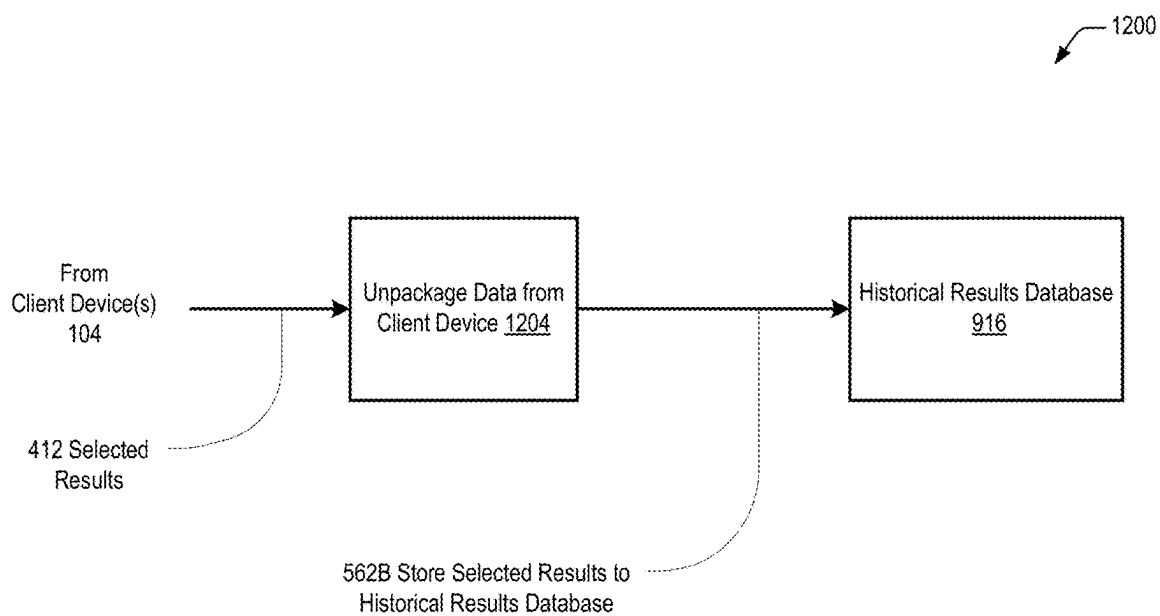 1200
From
Client Device(s)
104
Unpackage Data from
Client Device 1204
Historical Results Database
916
412 Selected
Results
562B Store Selected Results to
Historical Results Database